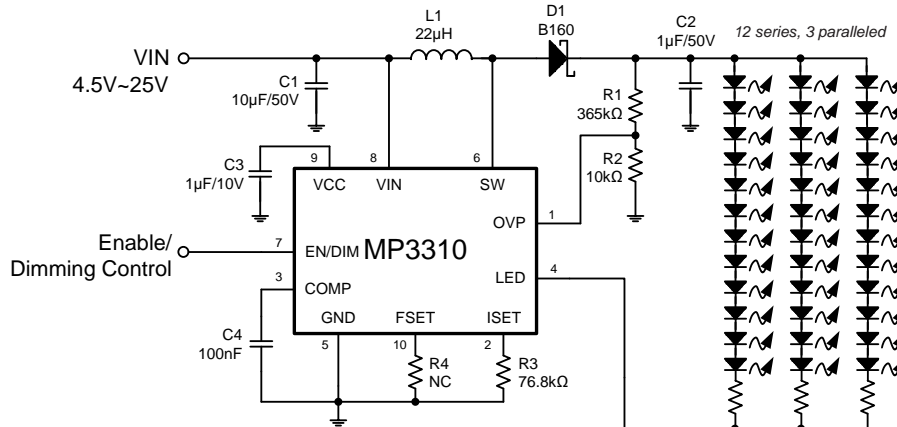 L1
22µH
D1
B160
C2
1µF/50V
12 series, 3 paralleled
VIN
4.5V~25V
C1
10µF/50V
R1
365kΩ
R2
10kΩ
C3
1µF/10V
9
8
6
VCC
VIN
SW
OVP
1
Enable/
Dimming Control
7
EN/DIM
MP3310
LED
4
3
COMP
GND
FSET
ISET
5
10
2
C4
100nF
R4
NC
R3
76.8kΩ